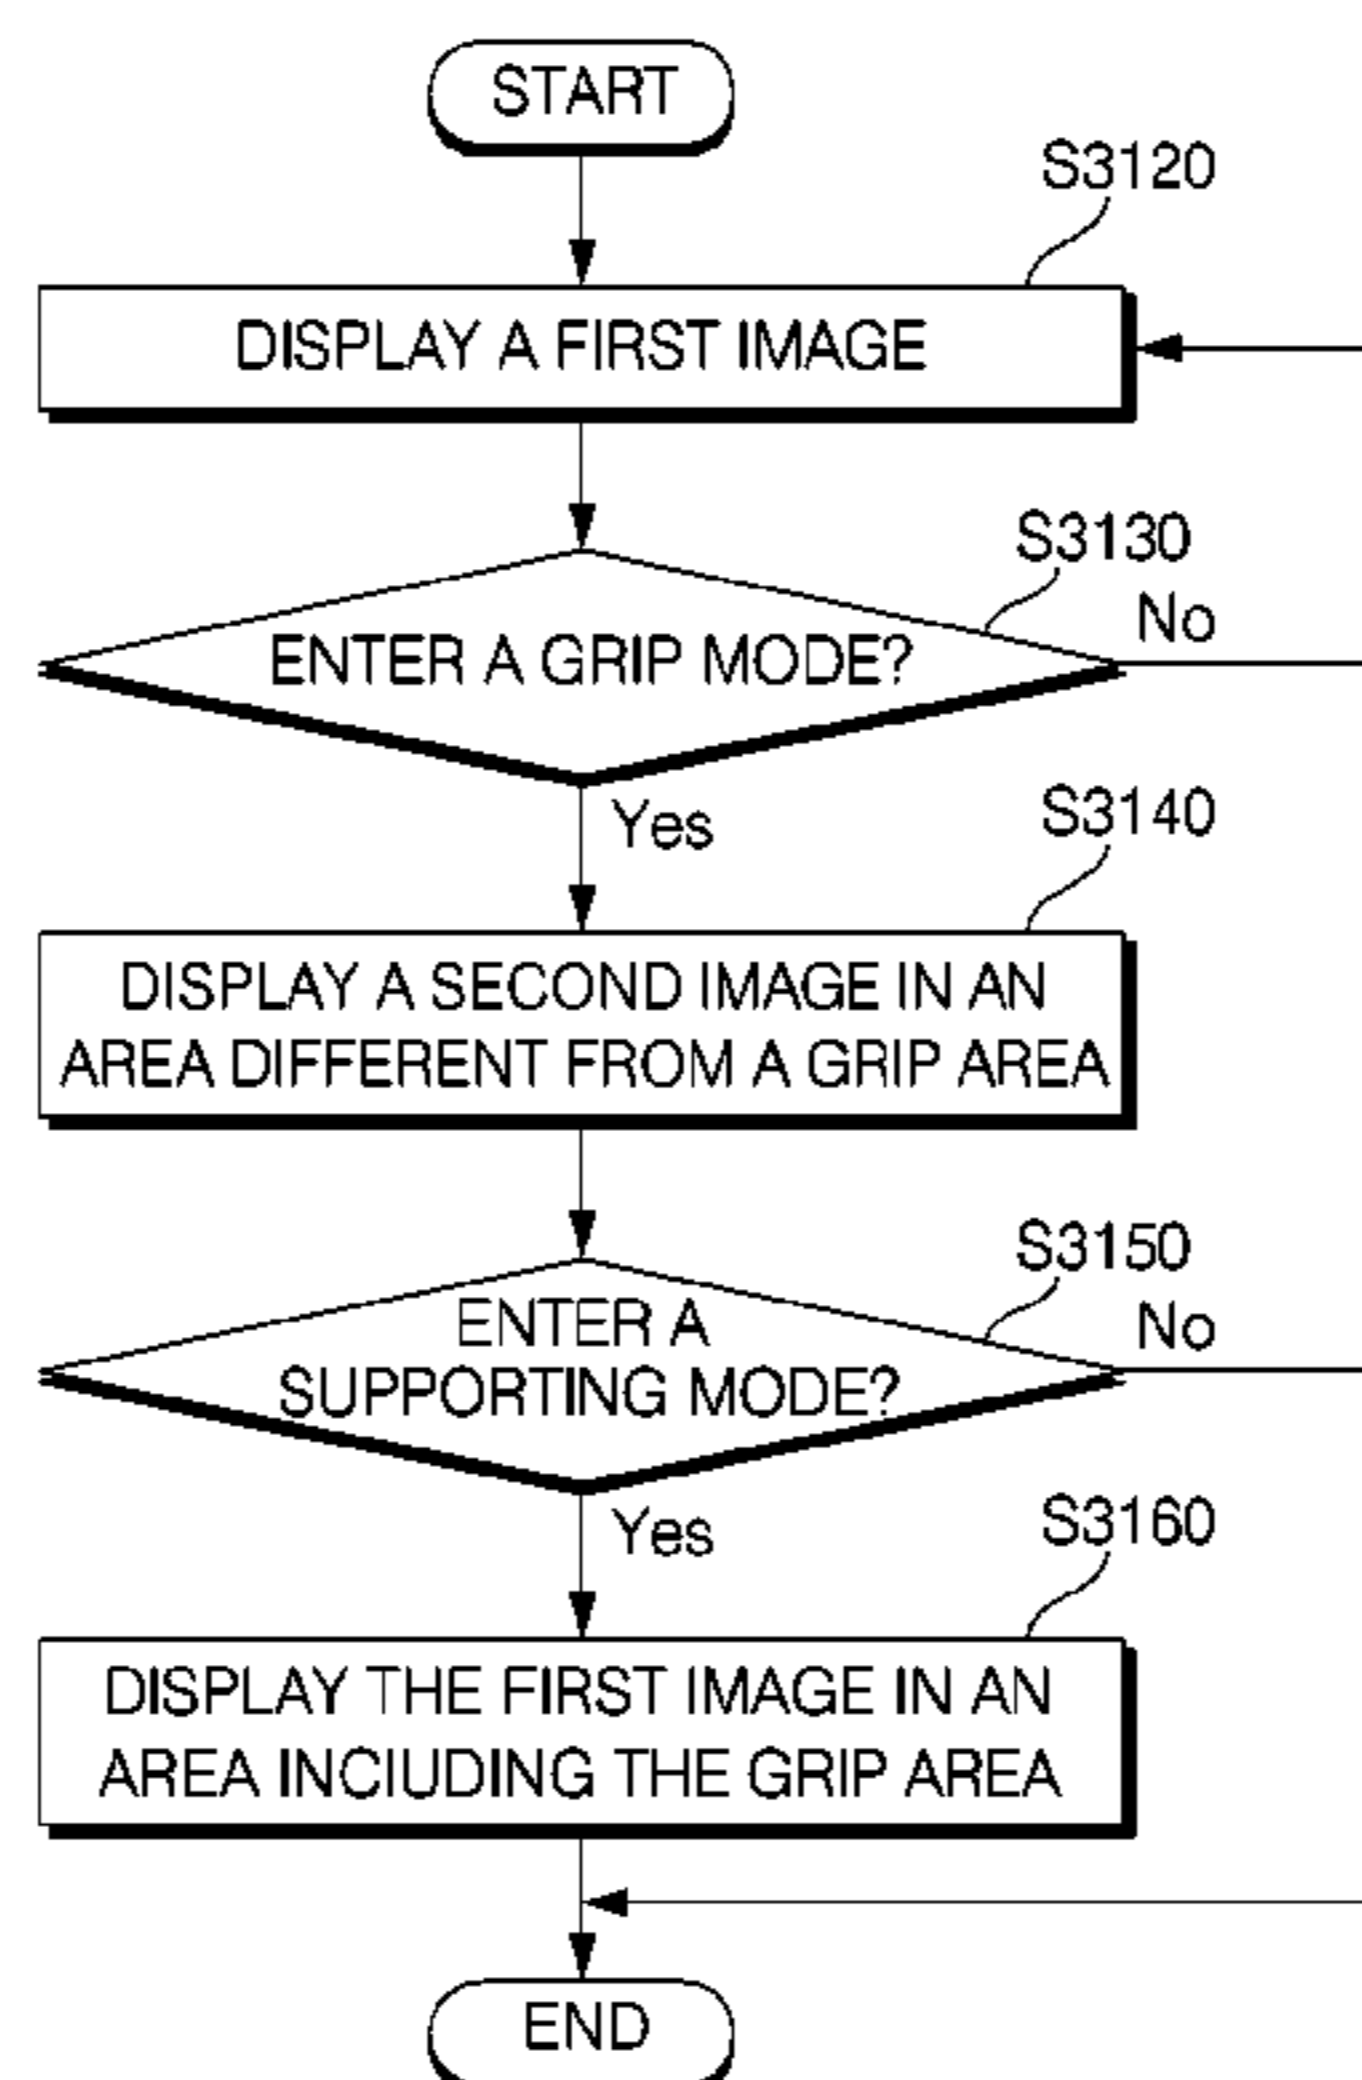 START
S3120
DISPLAY A FIRST IMAGE
S3130
No
ENTER A GRIP MODE?
Yes
S3140
DISPLAY A SECOND IMAGE IN AN
AREA DIFFERENT FROM A GRIP AREA
S3150
No
ENTER A
SUPPORTING MODE?
Yes
S3160
DISPLAY THE FIRST IMAGE IN AN
AREA INCIUDING THE GRIP AREA
END